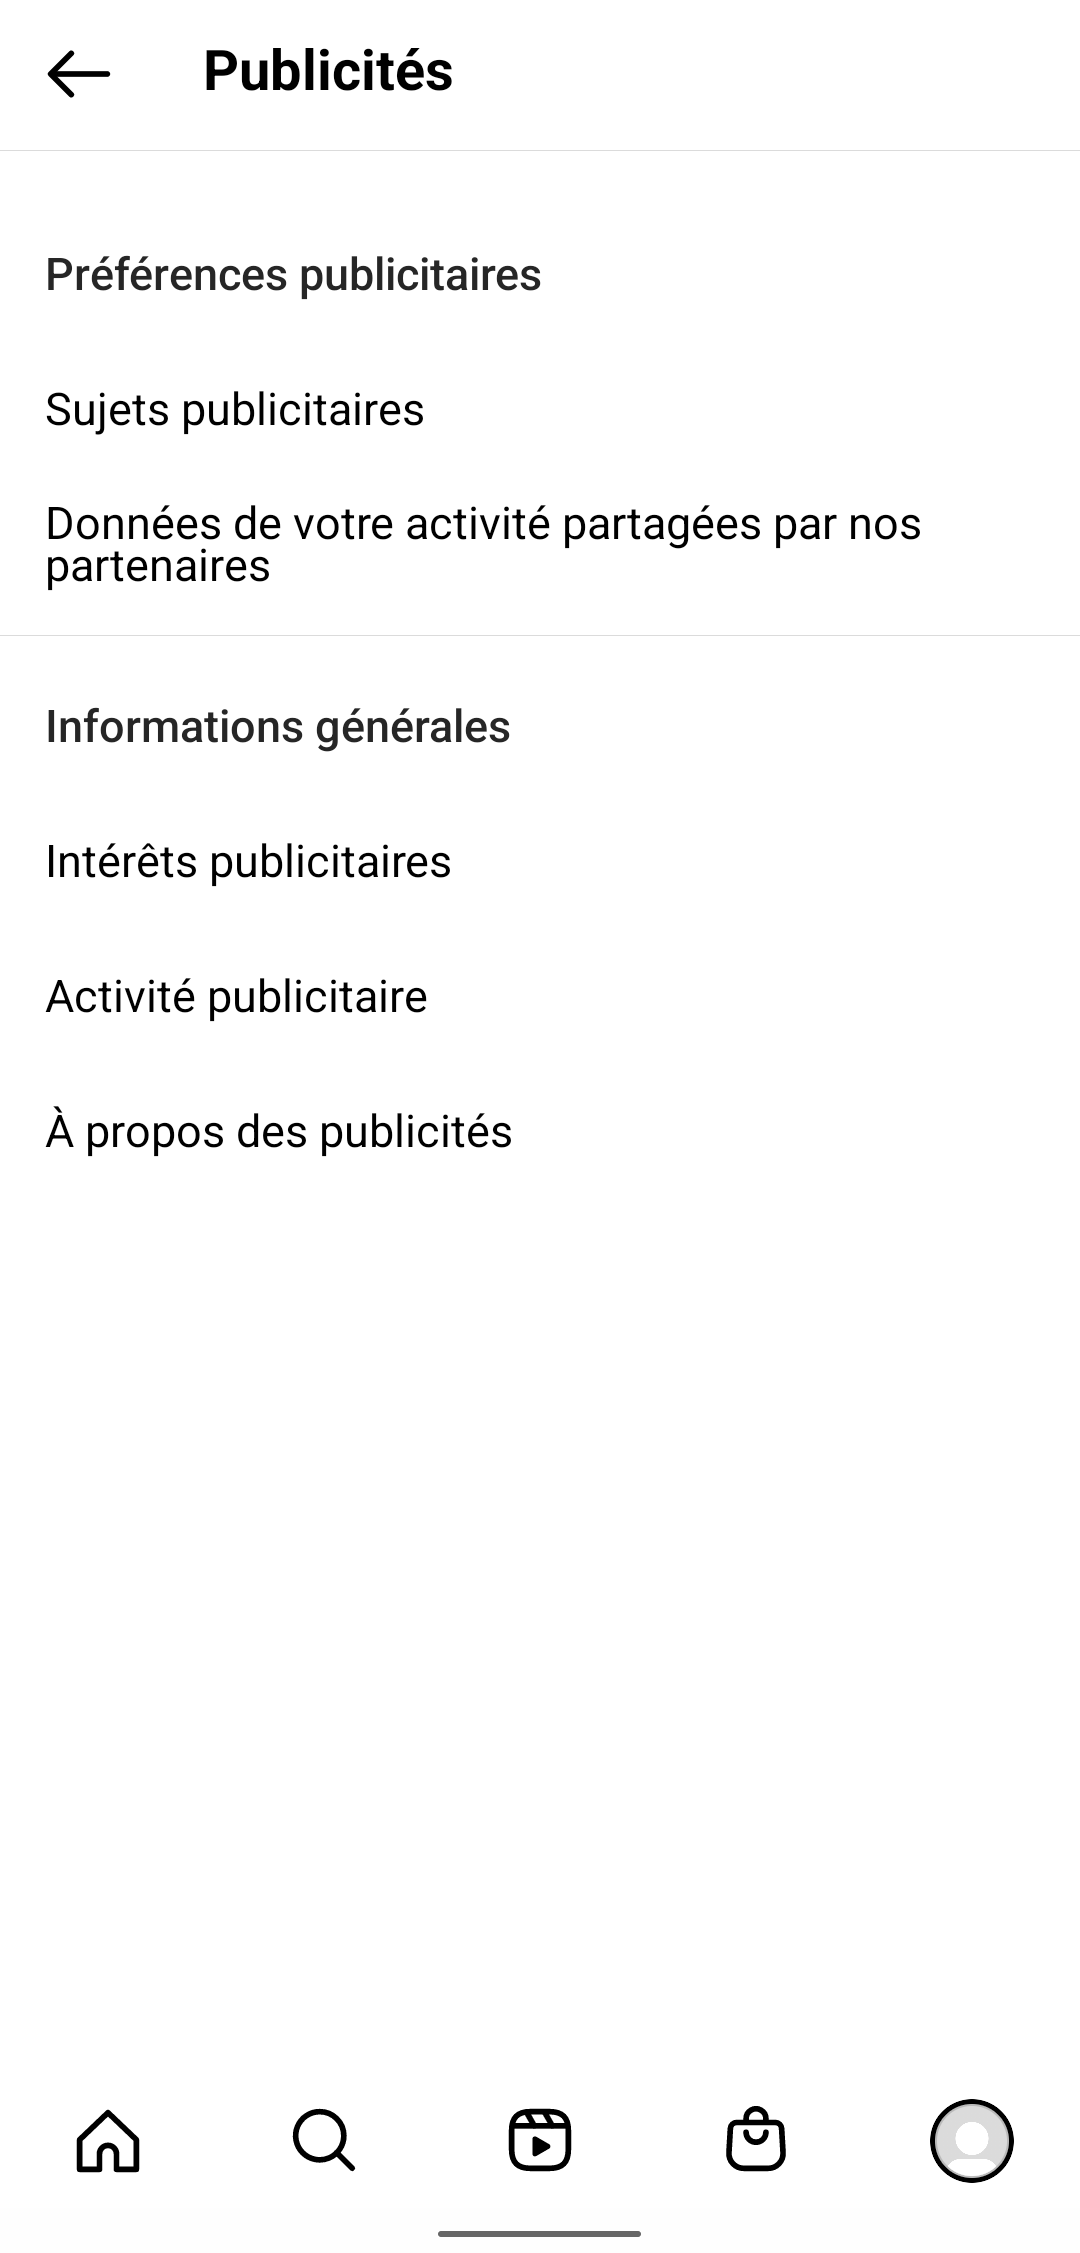 Publicités
Préférences publicitaires
Sujets publicitaires
Données de votre activité partagées par nos
partenaires
Informations générales
Intérêts publicitaires
Activité publicitaire
À propos des publicités